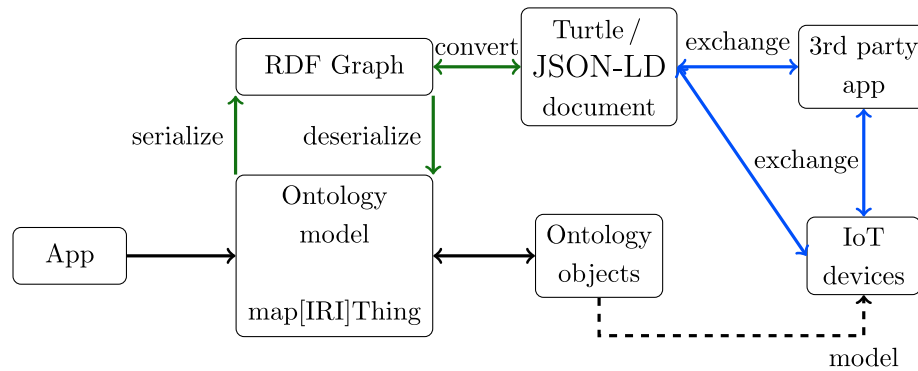 Turtle /
JSON-LD
document
RDF Graph
convert
exchange
3rd party
app
serialize
deserialize
exchange
Ontology
model
map[IRI]Thing
App
Ontology
objects
IoT
devices
model